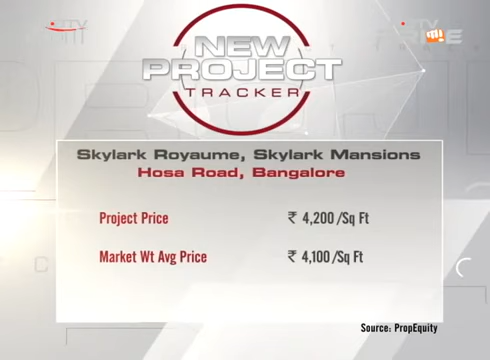 NEW
PROJECT
TRACKER
Skylark Royaume, Skylark Mansions
Hosa Road, Bangalore
Project Price ₹ 4,200 /Sq Ft
Market Wt Avg Price ₹ 4,100 /Sq Ft
Source: PropEquity